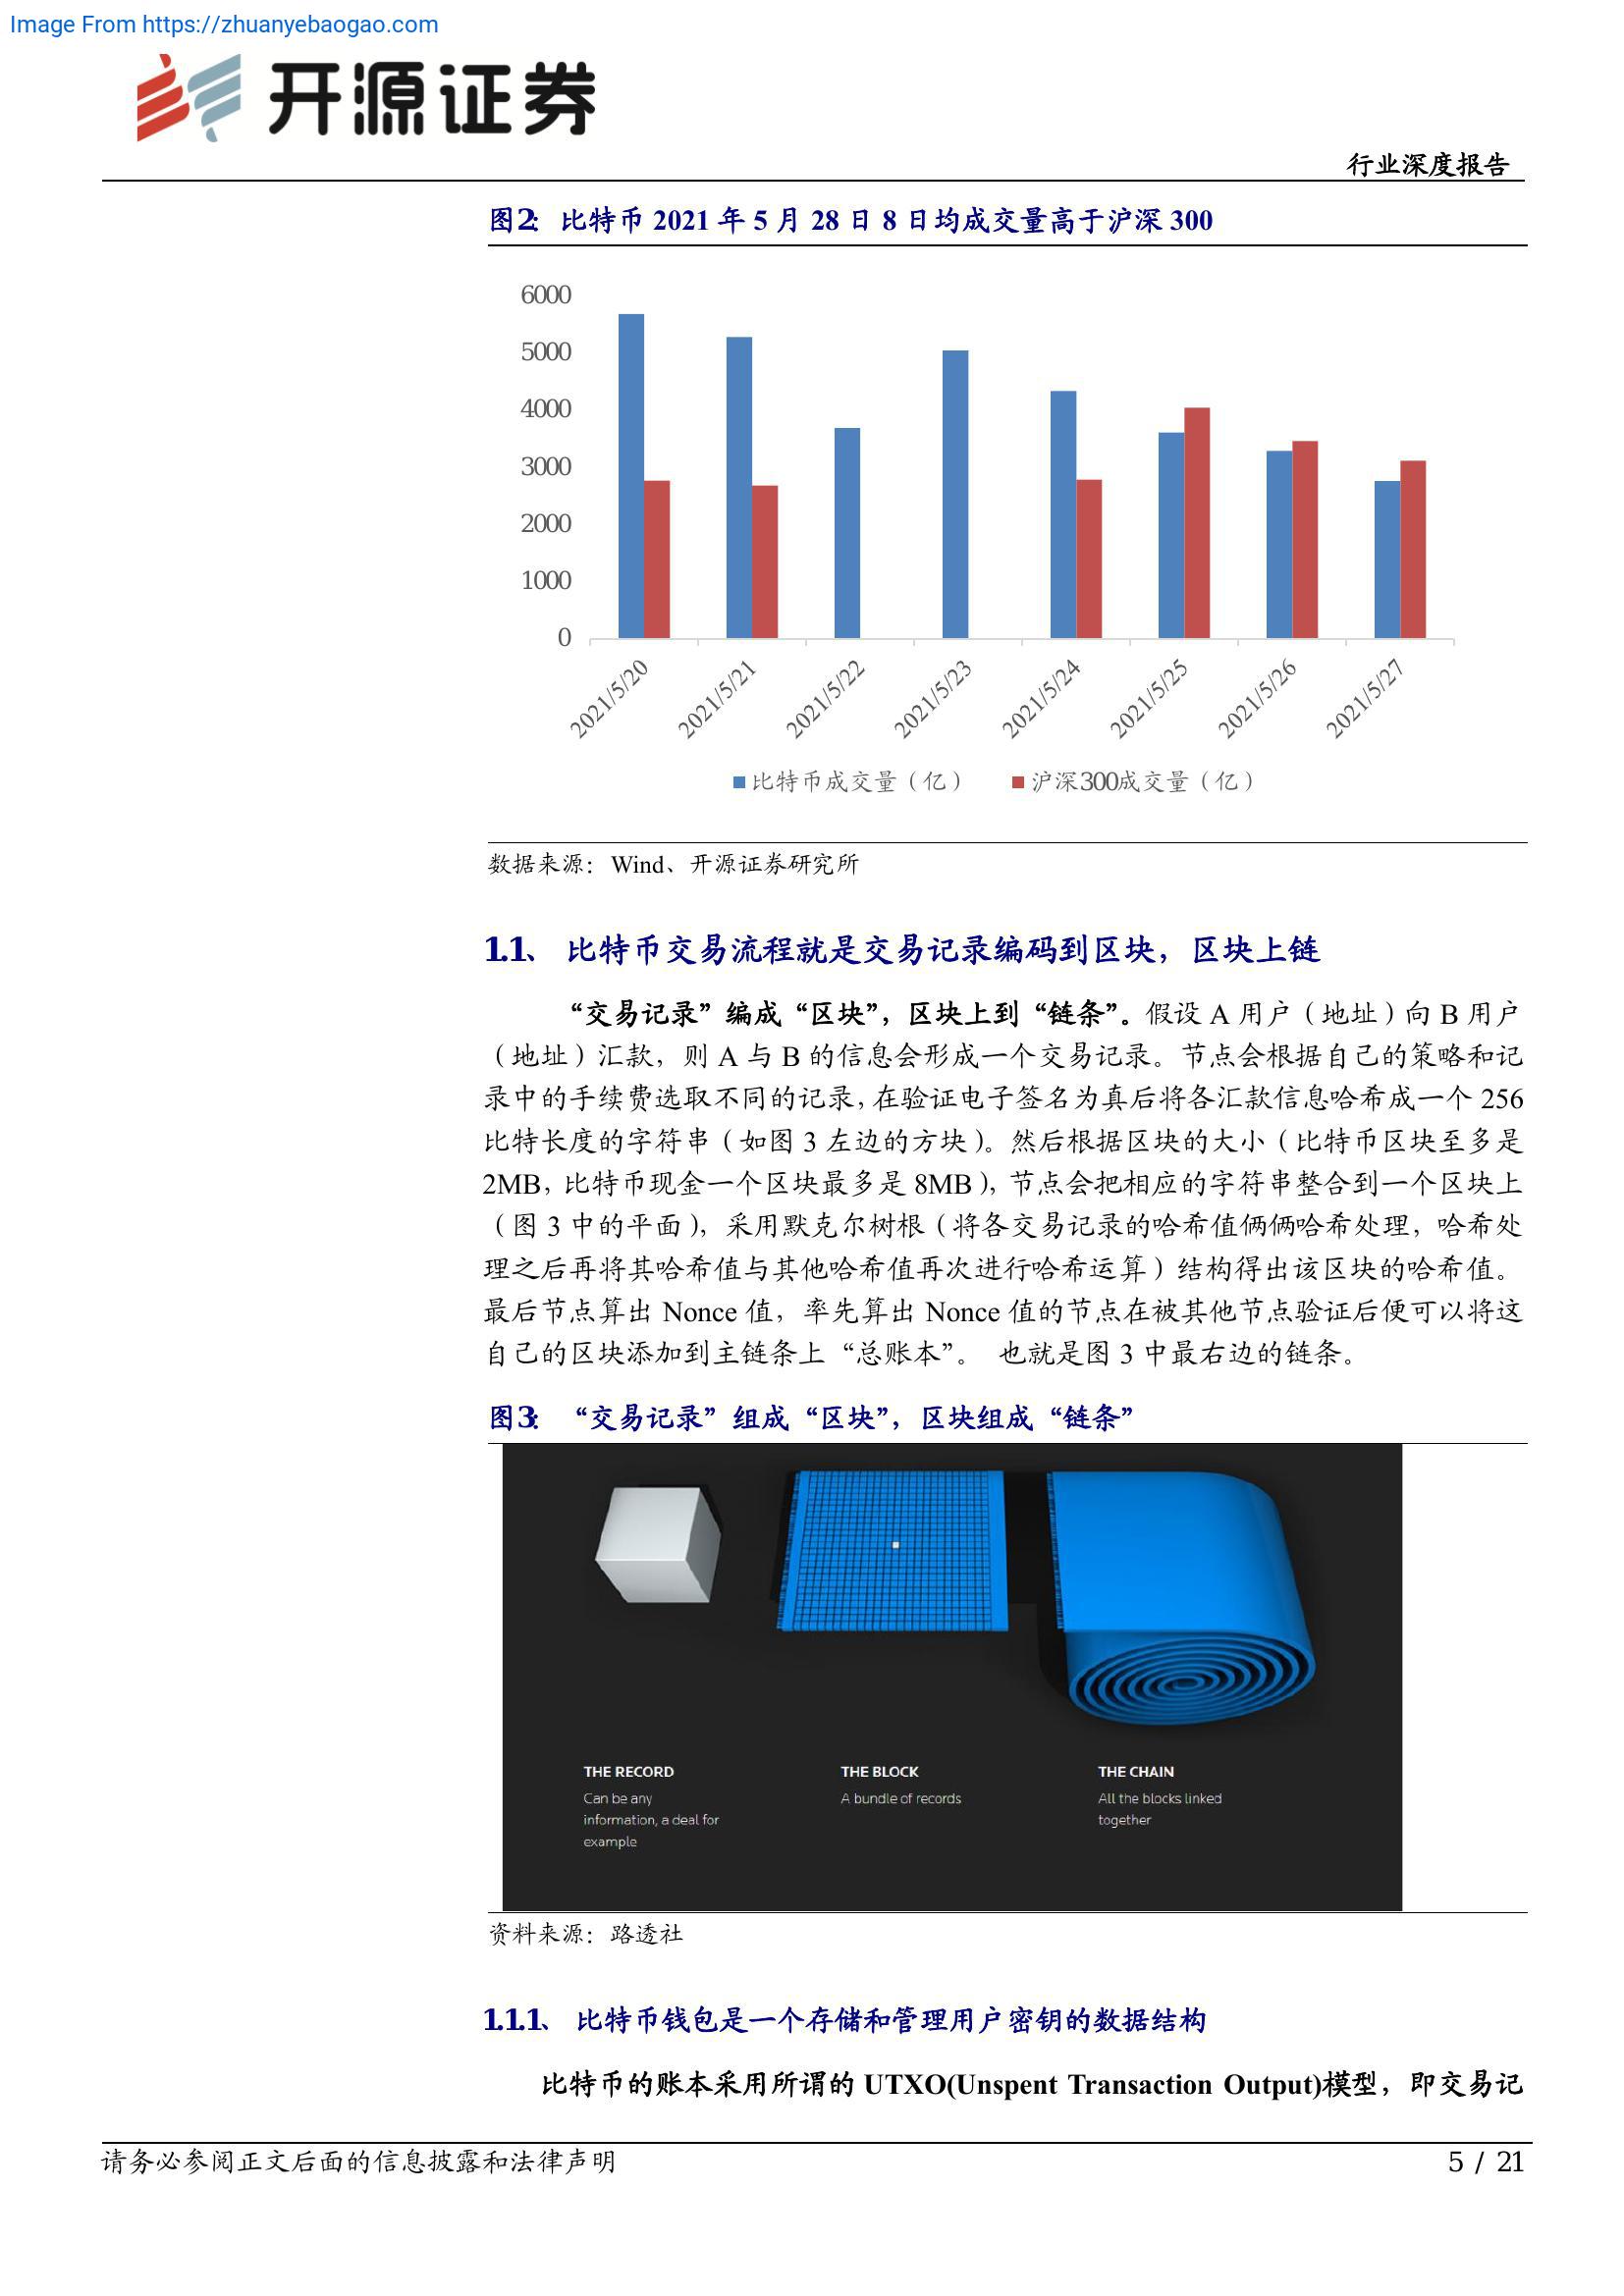 Image From https://zhuanyebaogao.com
开源证券
行业深度报告
图2： 比特币 2021 年 5 月 28 日 8 日均成交量高于沪深 300
6000
5000
4000
3000
2000
1000
0
2021/5/20 2021/5/21 2021/5/22 2021/5/23 2021/5/24 2021/5/25 2021/5/26 2021/5/27
比特币成交量（亿） 沪深300成交量（亿）
数据来源：Wind、开源证券研究所
1.1、 比特币交易流程就是交易记录编码到区块，区块上链
“交易记录”编成“区块”，区块上到“链条”。假设 A 用户（地址）向 B 用户
（地址）汇款，则 A 与 B 的信息会形成一个交易记录。节点会根据自己的策略和记
录中的手续费选取不同的记录，在验证电子签名为真后将各汇款信息哈希成一个 256
比特长度的字符串（如图 3 左边的方块）。然后根据区块的大小（比特币区块至多是
2MB，比特币现金一个区块最多是 8MB），节点会把相应的字符串整合到一个区块上
（图 3 中的平面），采用默克尔树根（将各交易记录的哈希值俩俩哈希处理，哈希处
理之后再将其哈希值与其他哈希值再次进行哈希运算）结构得出该区块的哈希值。
最后节点算出 Nonce 值，率先算出 Nonce 值的节点在被其他节点验证后便可以将这
自己的区块添加到主链条上“总账本”。 也就是图 3 中最右边的链条。
图3： “交易记录”组成“区块”，区块组成“链条”
THE RECORD
Can be any
information, a deal for
example
THE BLOCK
A bundle of records
THE CHAIN
All the blocks linked
together
资料来源：路透社
1.1.1、 比特币钱包是一个存储和管理用户密钥的数据结构
比特币的账本采用所谓的 UTXO(Unspent Transaction Output)模型，即交易记
请务必参阅正文后面的信息披露和法律声明
5 / 21